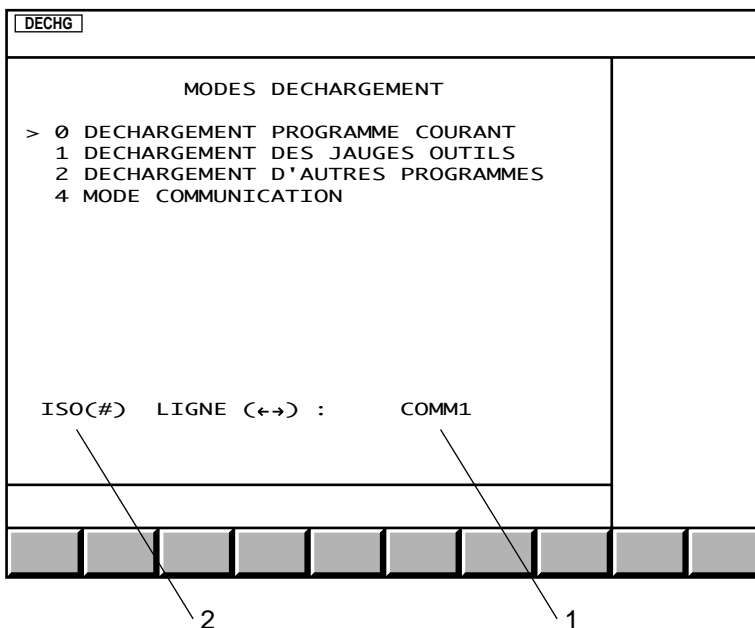 DECHG
MODES DECHARGEMENT
> 0 DECHARGEMENT PROGRAMME COURANT
1 DECHARGEMENT DES JAUGES OUTILS
2 DECHARGEMENT D'AUTRES PROGRAMMES
4 MODE COMMUNICATION
ISO(#) LIGNE (←→) : COMM1
2 1